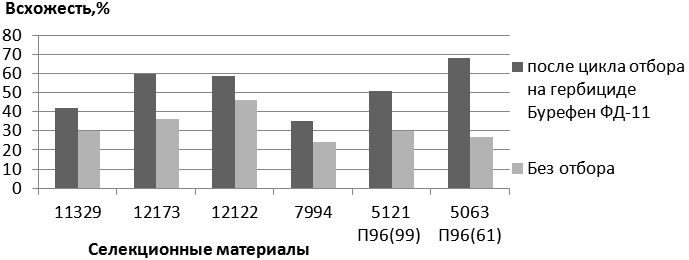 Всхожесть,%
80
70
60
50
40
30
20
10
0
11329 12173 12122 7994 5121 5063
П96(99) П96(61)
Селекционные материалы
после цикла отбора
на гербициде
Бурефен ФД-11
Без отбора